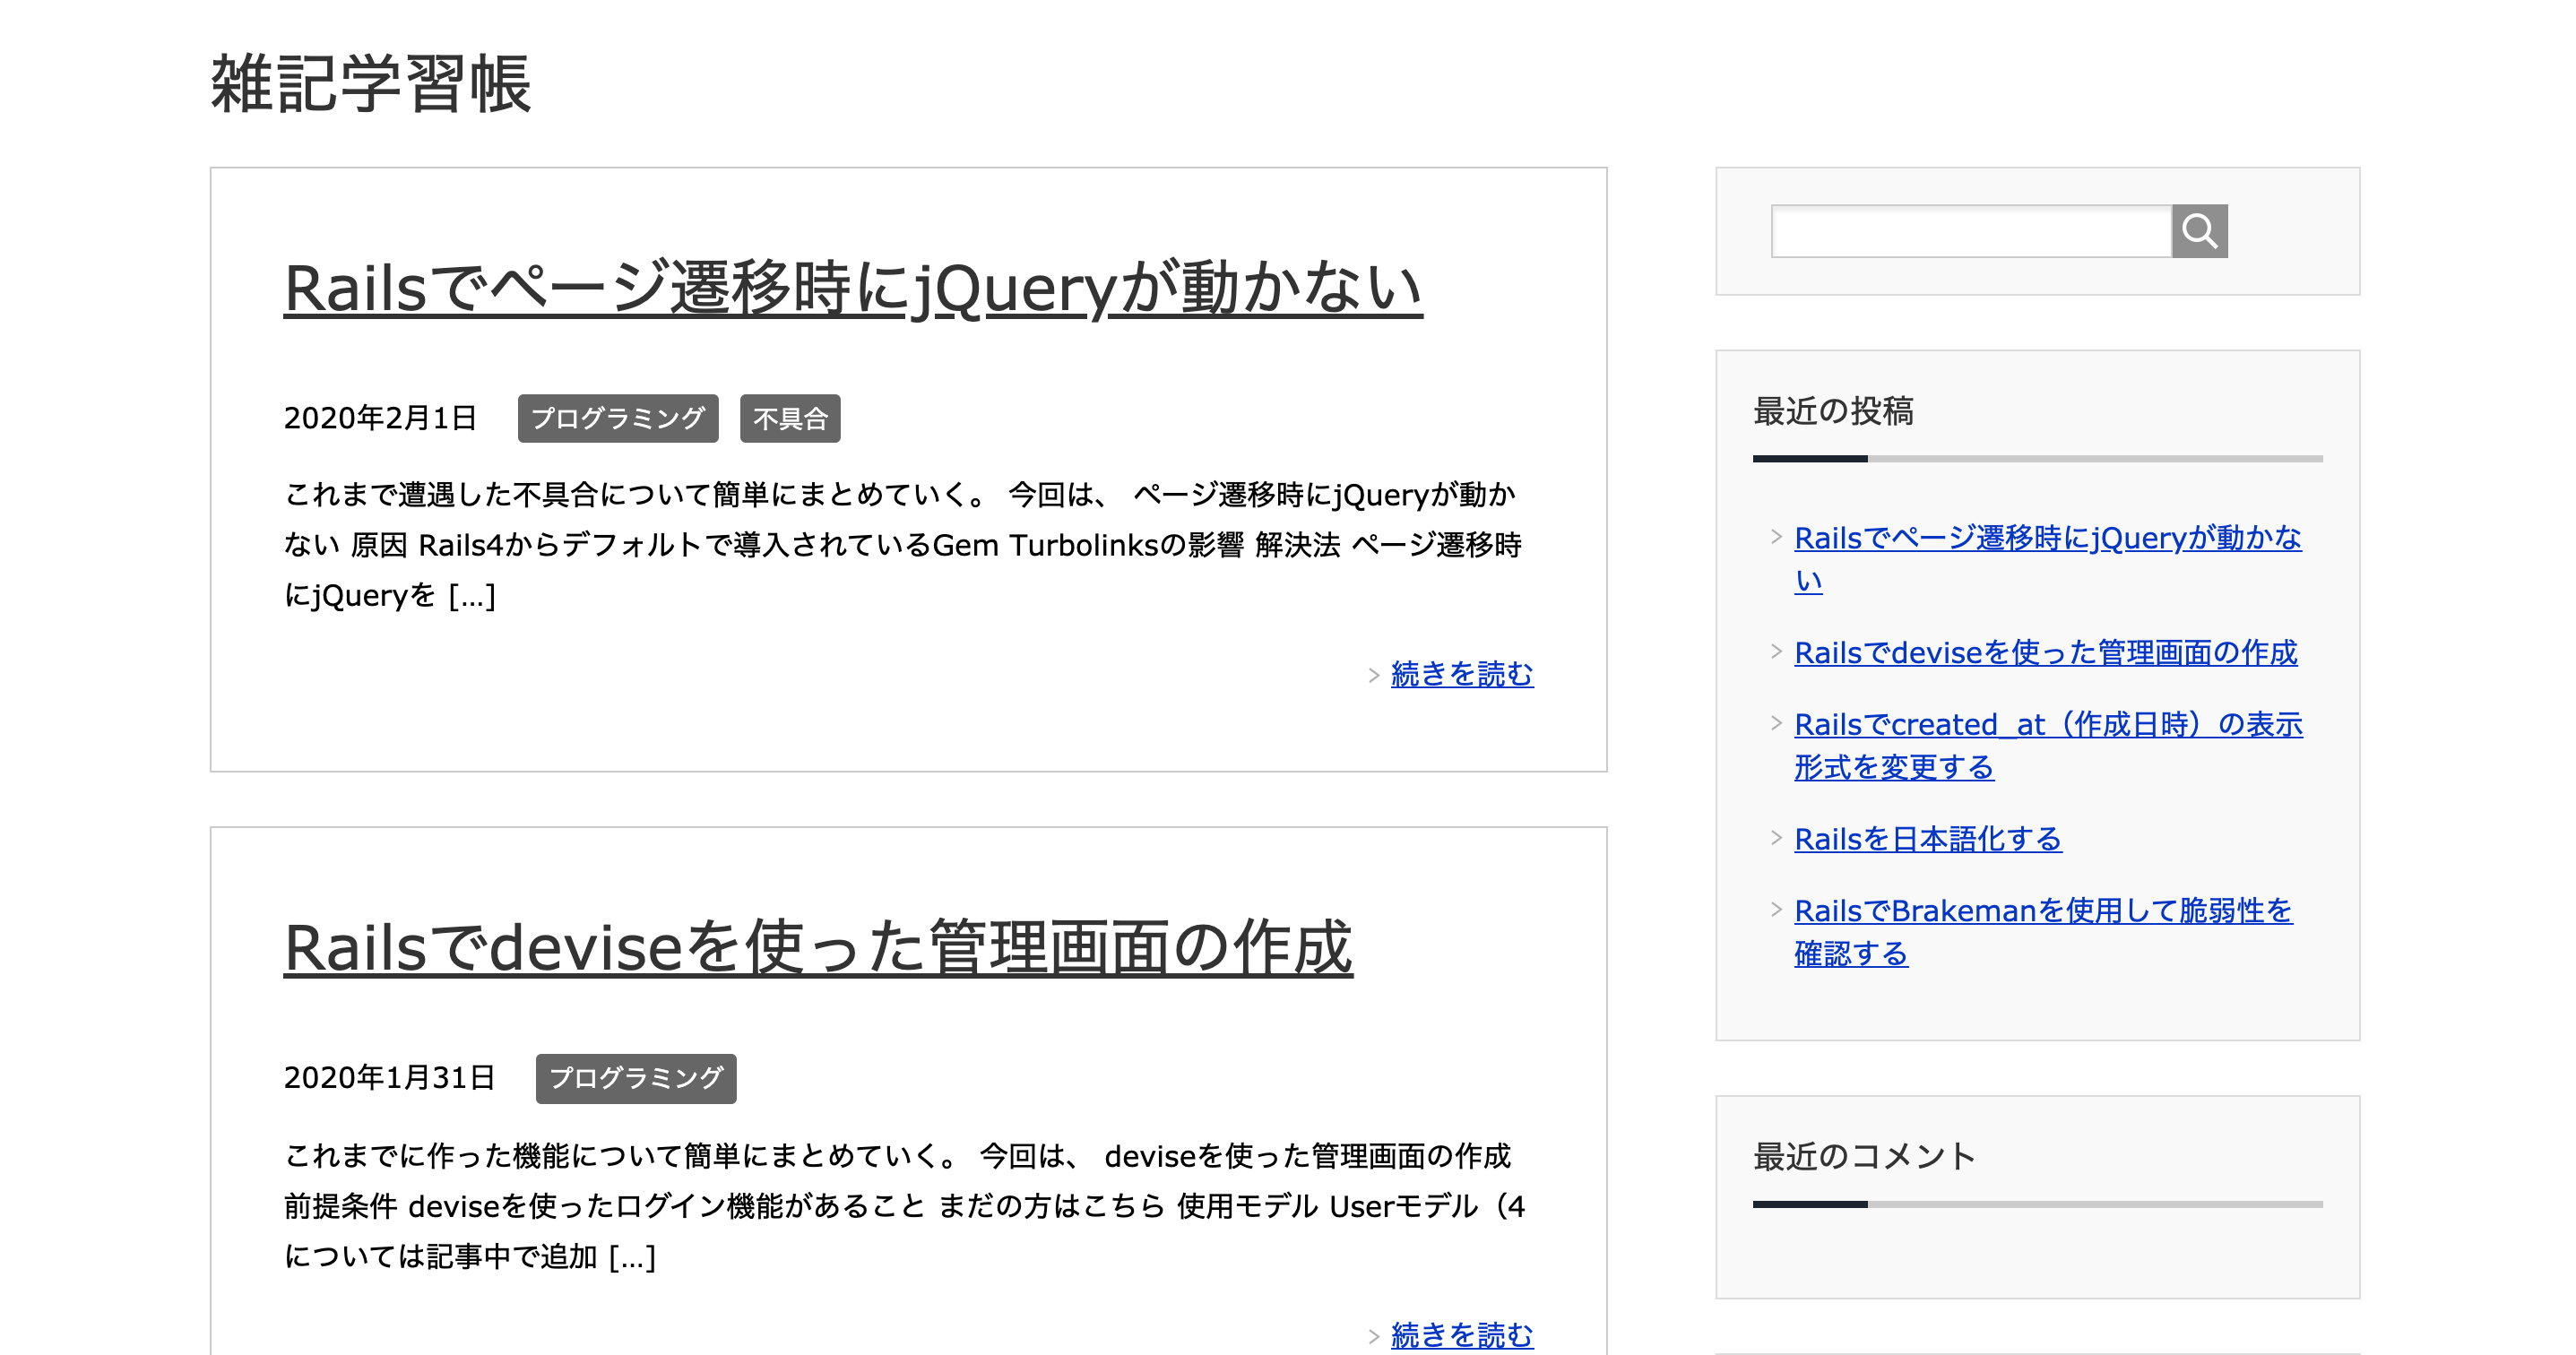 雑記学習帳
Railsでページ遷移時にjQueryが動かない
2020年2月1日 プログラミング 不具合
これまで遭遇した不具合について簡単にまとめていく。 今回は、 ページ遷移時にjQueryが動か
ない 原因 Rails4からデフォルトで導入されているGem Turbolinksの影響 解決法 ページ遷移時
にjQueryを [...]
続きを読む
Railsでdeviseを使った管理画面の作成
2020年1月31日 プログラミング
これまでに作った機能について簡単にまとめていく。 今回は、 deviseを使った管理画面の作成
前提条件 deviseを使ったログイン機能があること まだの方はこちら 使用モデル Userモデル（4
については記事中で追加 [...]
続きを読む
最近の投稿
Railsでページ遷移時にjQueryが動かな
い
Railsでdeviseを使った管理画面の作成
Railsでcreated_at（作成日時）の表示
形式を変更する
Railsを日本語化する
RailsでBrakemanを使用して脆弱性を
確認する
最近のコメント